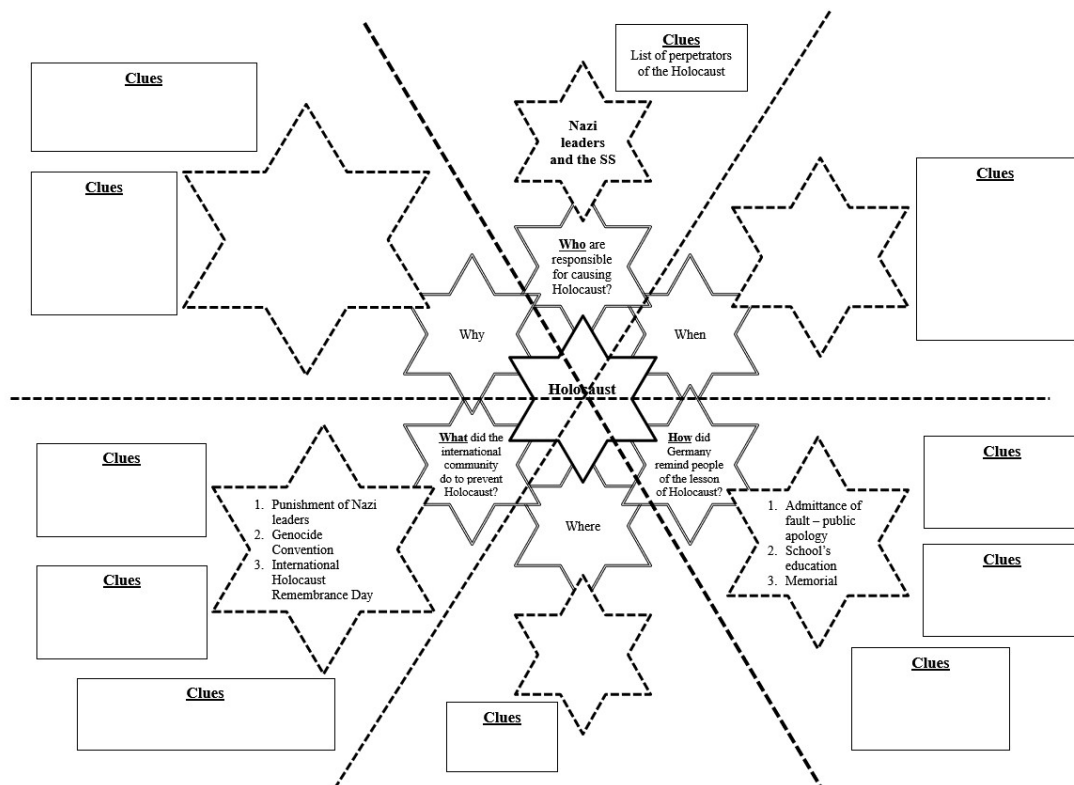 Clues
List of perpetrators
of the Holocaust
Clues
Nazi
leaders
and the SS
Clues
Clues
Who are
responsible
for causing
Holocaust?
Why
When
Holocaust
What did the
international
community
do to prevent
Holocaust?
How did
Germany
remind people
of the lesson
of Holocaust?
Clues
Clues
1. Punishment of Nazi
leaders
2. Genocide
Convention
3. International
Holocaust
Remembrance Day
Where
1. Admittance of
fault – public
apology
2. School's
education
3. Memorial
Clues
Clues
Clues
Clues
Clues